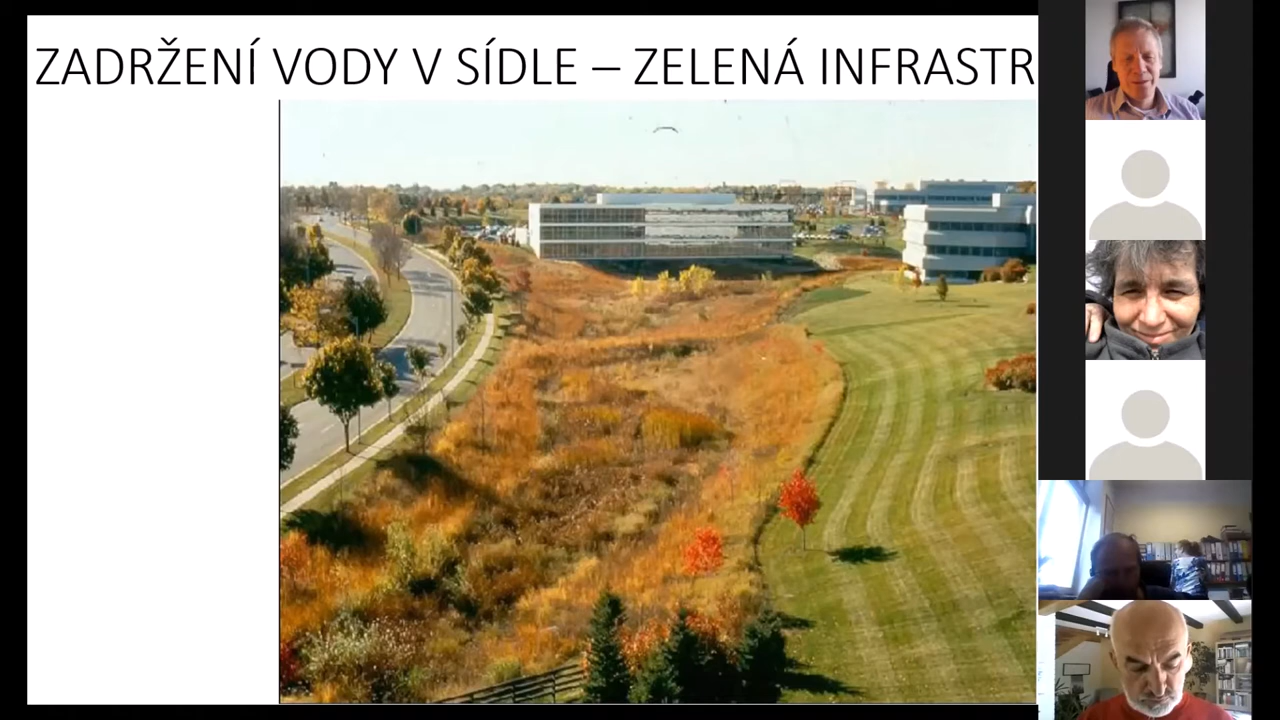 ZADRŽENÍ VODY V SÍDLE – ZELENÁ INFRASTR